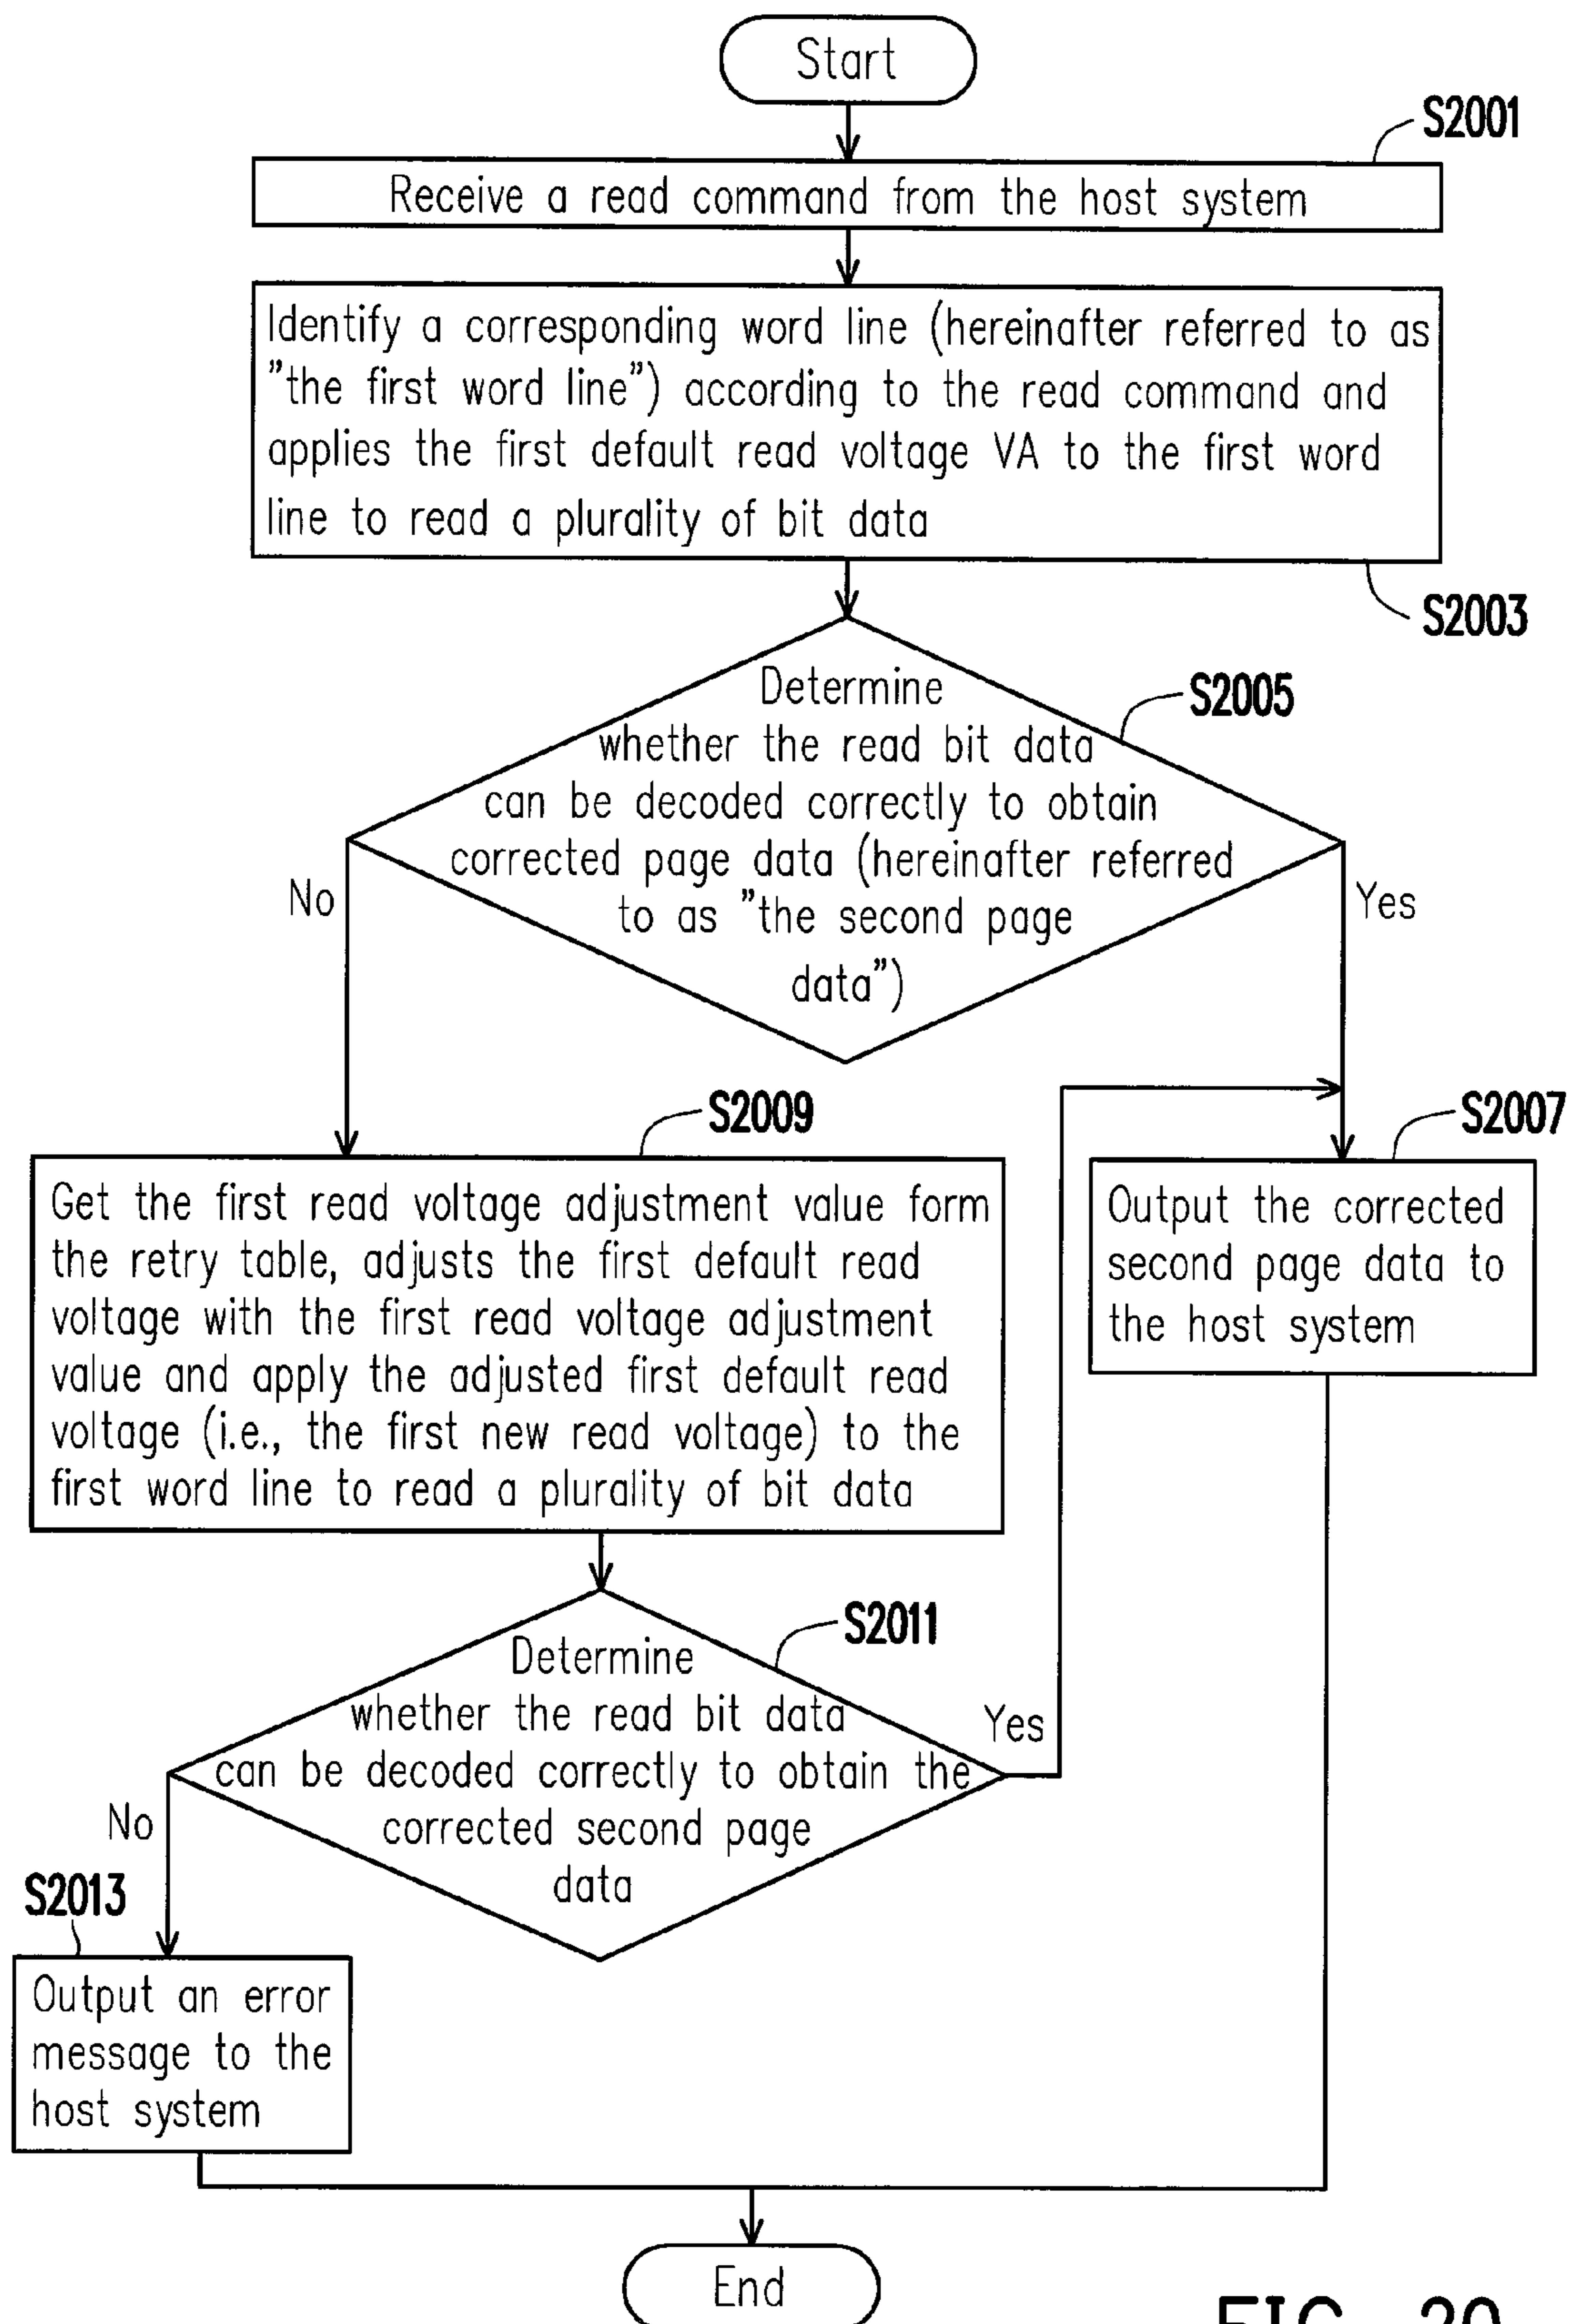 Start
S2001
Receive a read command from the host system
Identify a corresponding word line (hereinafter referred to as
"the first word line") according to the read command and
applies the first default read voltage VA to the first word
line to read a plurality of bit data
S2003
Determine
whether the read bit data
can be decoded correctly to obtain
corrected page data (hereinafter referred
to as "the second page
data")
S2005
No
Yes
S2009
Get the first read voltage adjustment value form
the retry table, adjusts the first default read
voltage with the first read voltage adjustment
value and apply the adjusted first default read
voltage (i.e., the first new read voltage) to the
first word line to read a plurality of bit data
S2007
Output the corrected
second page data to
the host system
S2011
Determine
whether the read bit data
can be decoded correctly to obtain the
corrected second page
data
Yes
No
S2013
Output an error
message to the
host system
End
FIG. 20